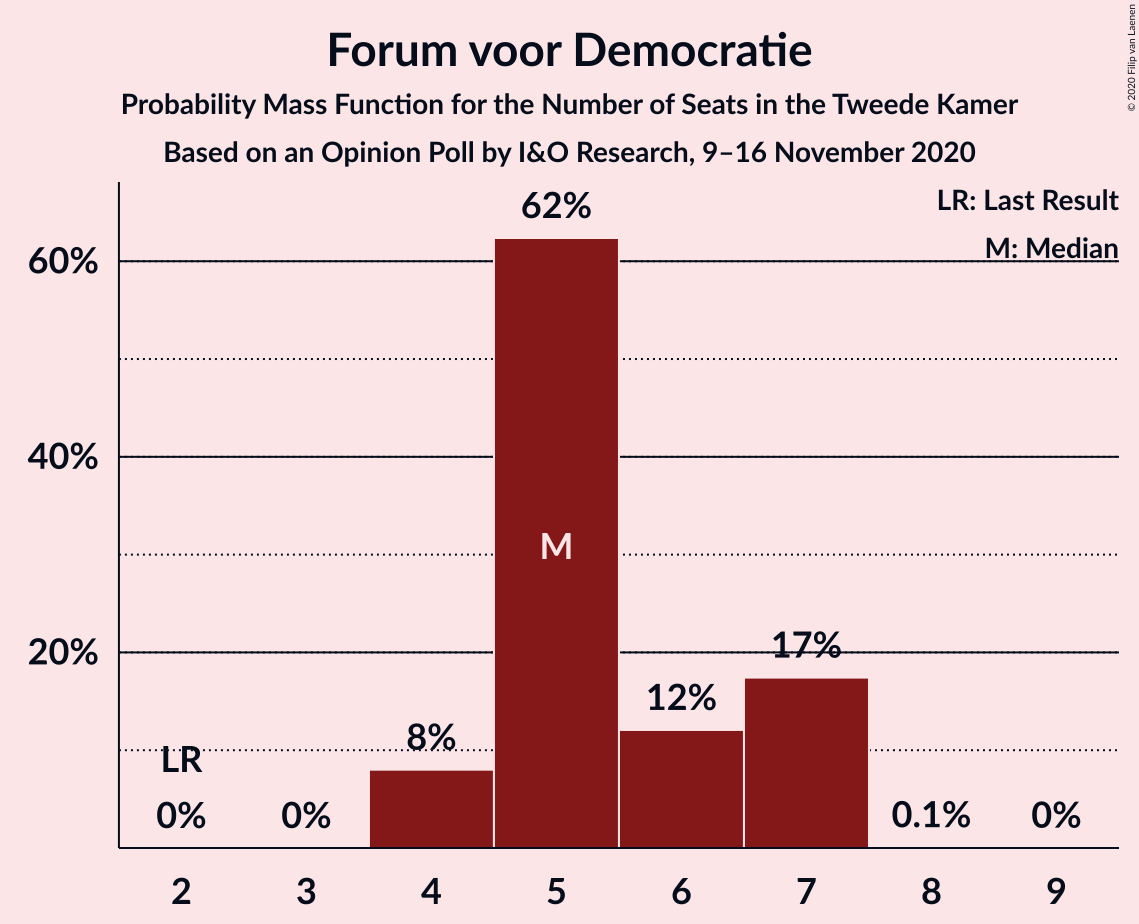 Forum voor Democratie
Probability Mass Function for the Number of Seats in the Tweede Kamer
Based on an Opinion Poll by I&O Research, 9–16 November 2020
© 2020 Filip van Laenen
LR: Last Result
M: Median
60%
40%
20%
LR
0%
0%
8%
62%
M
12%
17%
0.1%
0%
2 3 4 5 6 7 8 9